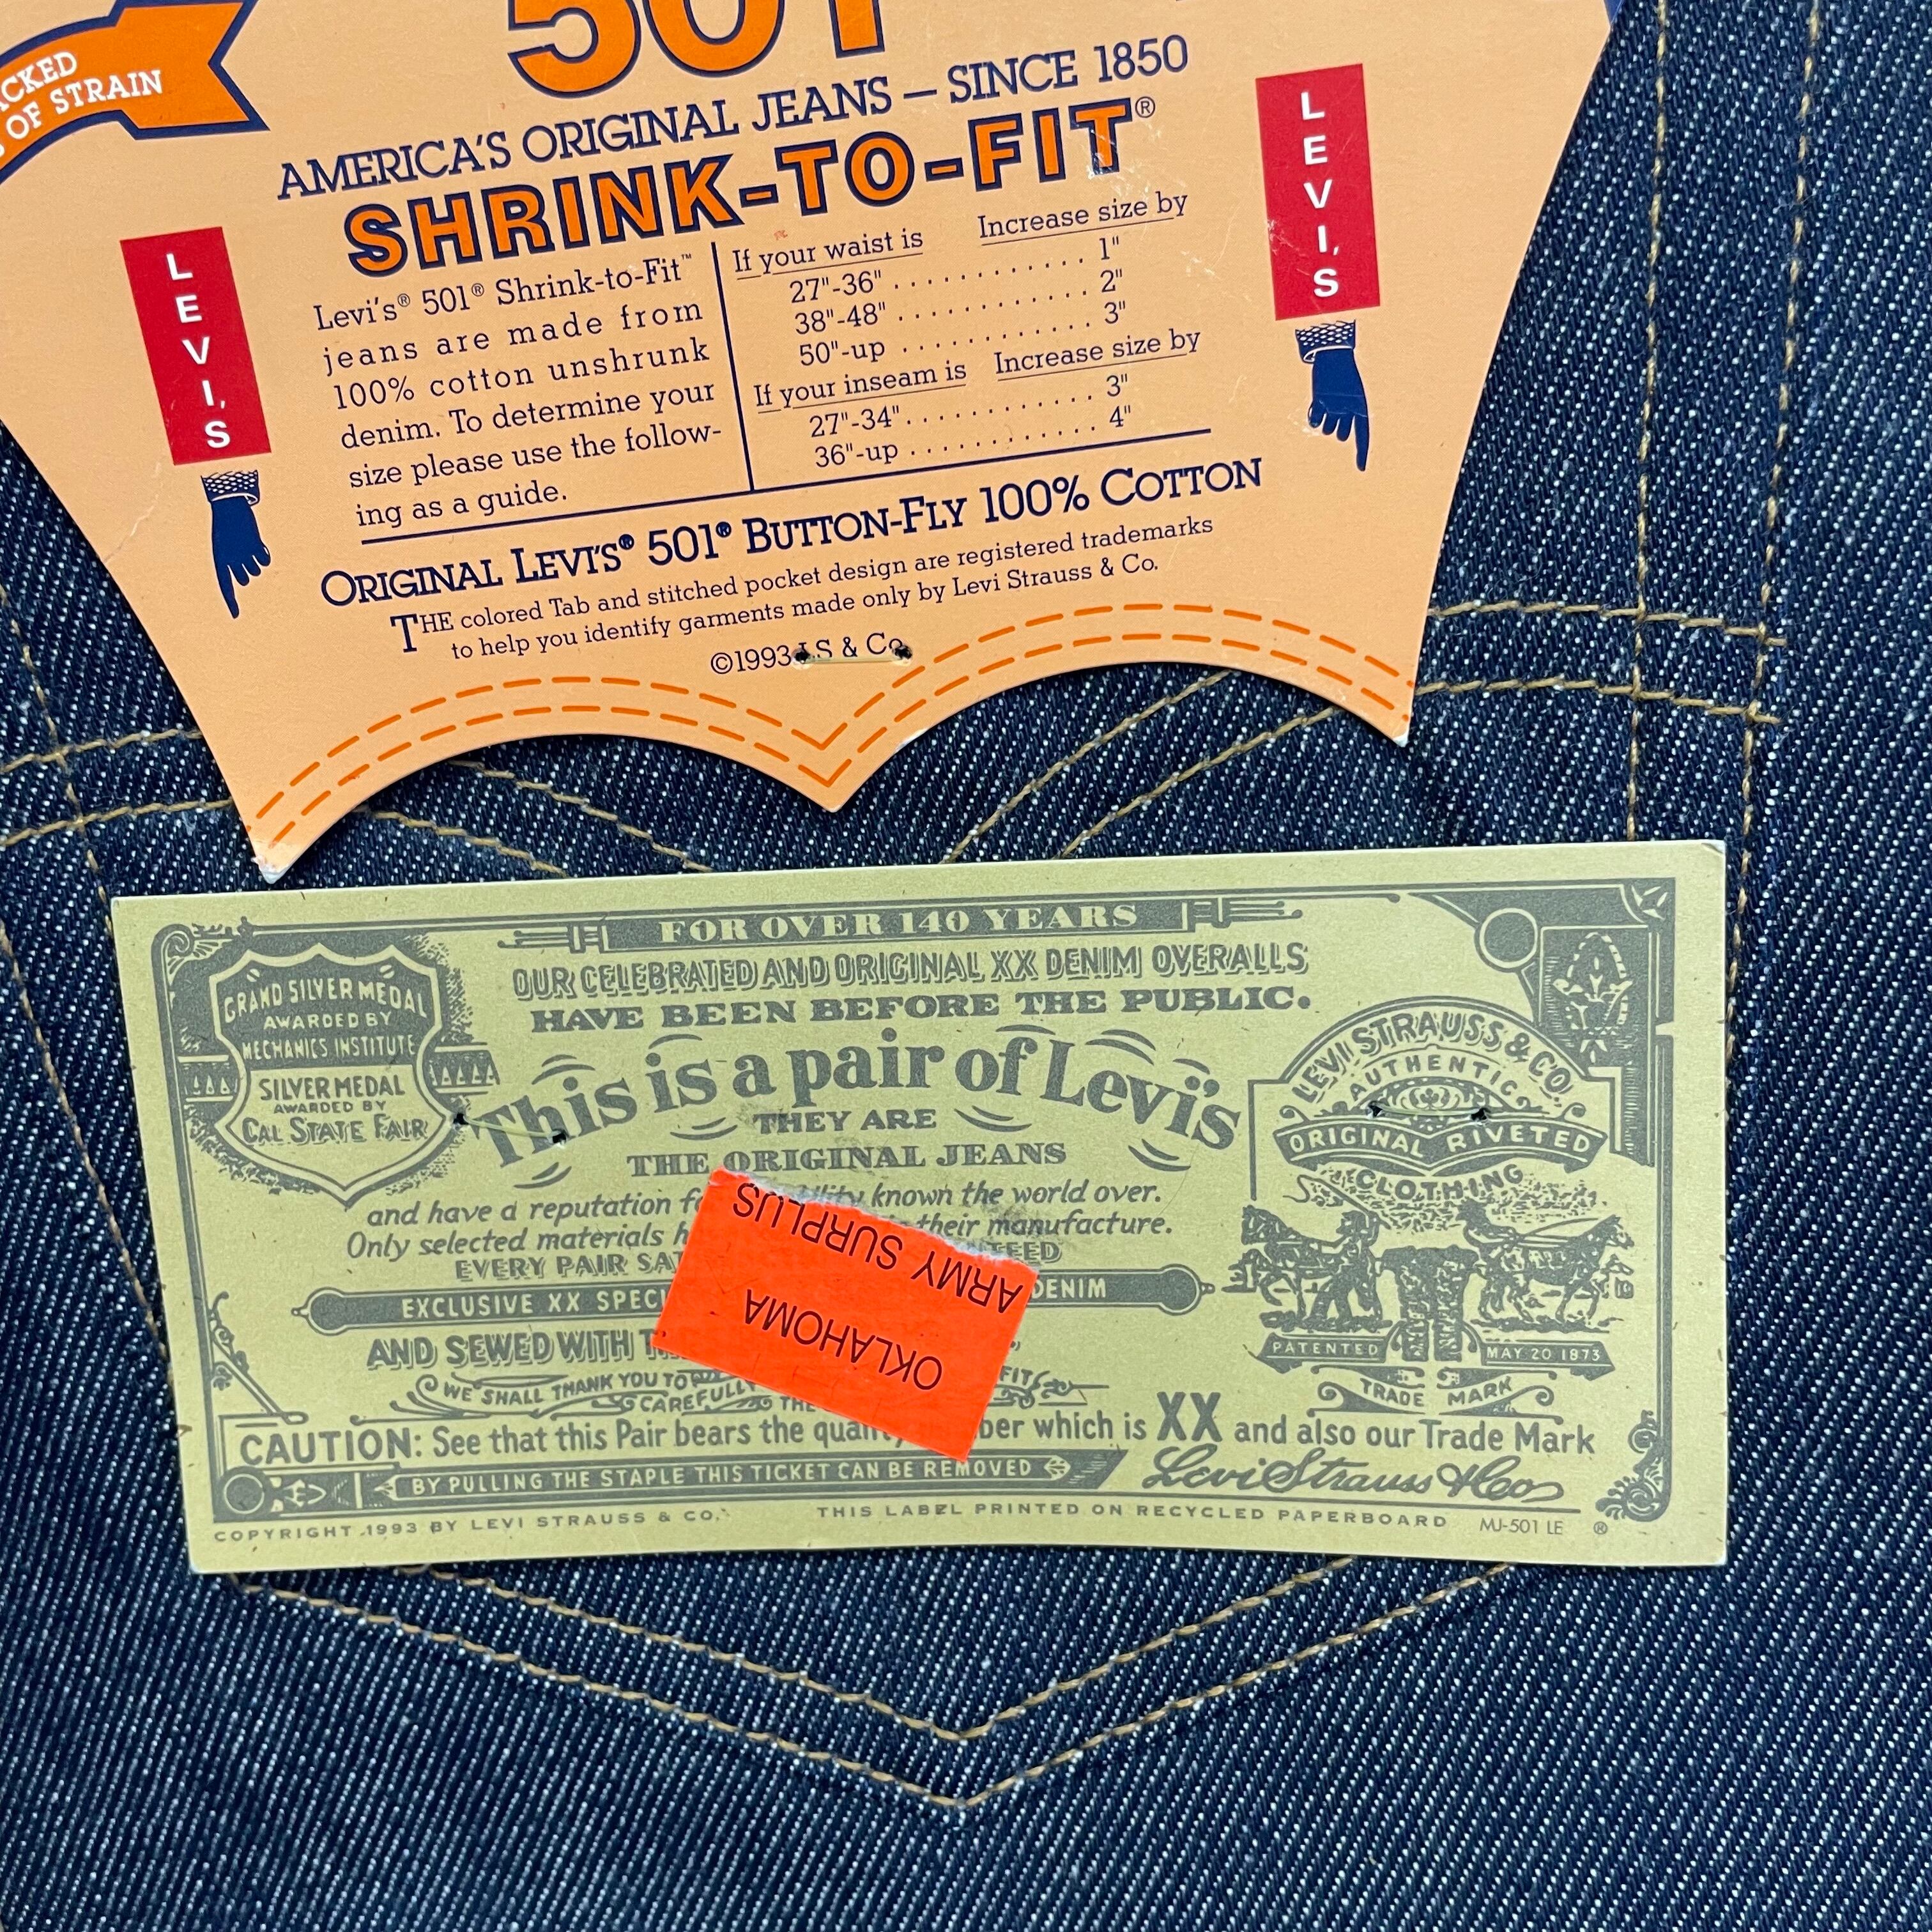 ICKED
OF STRAIN
501
AMERICA'S ORIGINAL JEANS – SINCE 1850
SHRINK-TO-FIT®
LEVI'S
LEVI'S
Levi's® 501® Shrink-to-Fit™
jeans are made from
100% cotton unshrunk
denim. To determine your
size please use the follow-
ing as a guide.
If your waist is Increase size by
27"-36" . . . . . . . . . . . 1"
38"-48" . . . . . . . . . . . 2"
50"-up . . . . . . . . . . . 3"
If your inseam is Increase size by
27"-34" . . . . . . . . . . . 3"
36"-up . . . . . . . . . . . 4"
ORIGINAL LEVI'S® 501® BUTTON-FLY 100% COTTON
THE colored Tab and stitched pocket design are registered trademarks
to help you identify garments made only by Levi Strauss & Co.
©1993 LS & Co.
FOR OVER 140 YEARS
OUR CELEBRATED AND ORIGINAL XX DENIM OVERALLS
HAVE BEEN BEFORE THE PUBLIC.
This is a pair of Levi's
THEY ARE
THE ORIGINAL JEANS
and have a reputation known the world over.
Only selected materials their manufacture.
EVERY PAIR
EXCLUSIVE XX DENIM
AND SEWED WITH
WE SHALL THANK YOU TO
CAREFULLY THE
CAUTION: See that this Pair bears the which is XX and also our Trade Mark
BY PULLING THE STAPLE THIS TICKET CAN BE REMOVED
Levi Strauss & Co
COPYRIGHT 1993 BY LEVI STRAUSS & CO. THIS LABEL PRINTED ON RECYCLED PAPERBOARD MJ-501 LE ®
GRAND SILVER MEDAL
AWARDED BY
MECHANICS INSTITUTE
SILVER MEDAL
AWARDED BY
CAL STATE FAIR
LEVI STRAUSS & CO.
AUTHENTIC
ORIGINAL RIVETED
CLOTHING
PATENTED MAY 20 1873
TRADE MARK
OKLAHOMA
ARMY SURPLUS